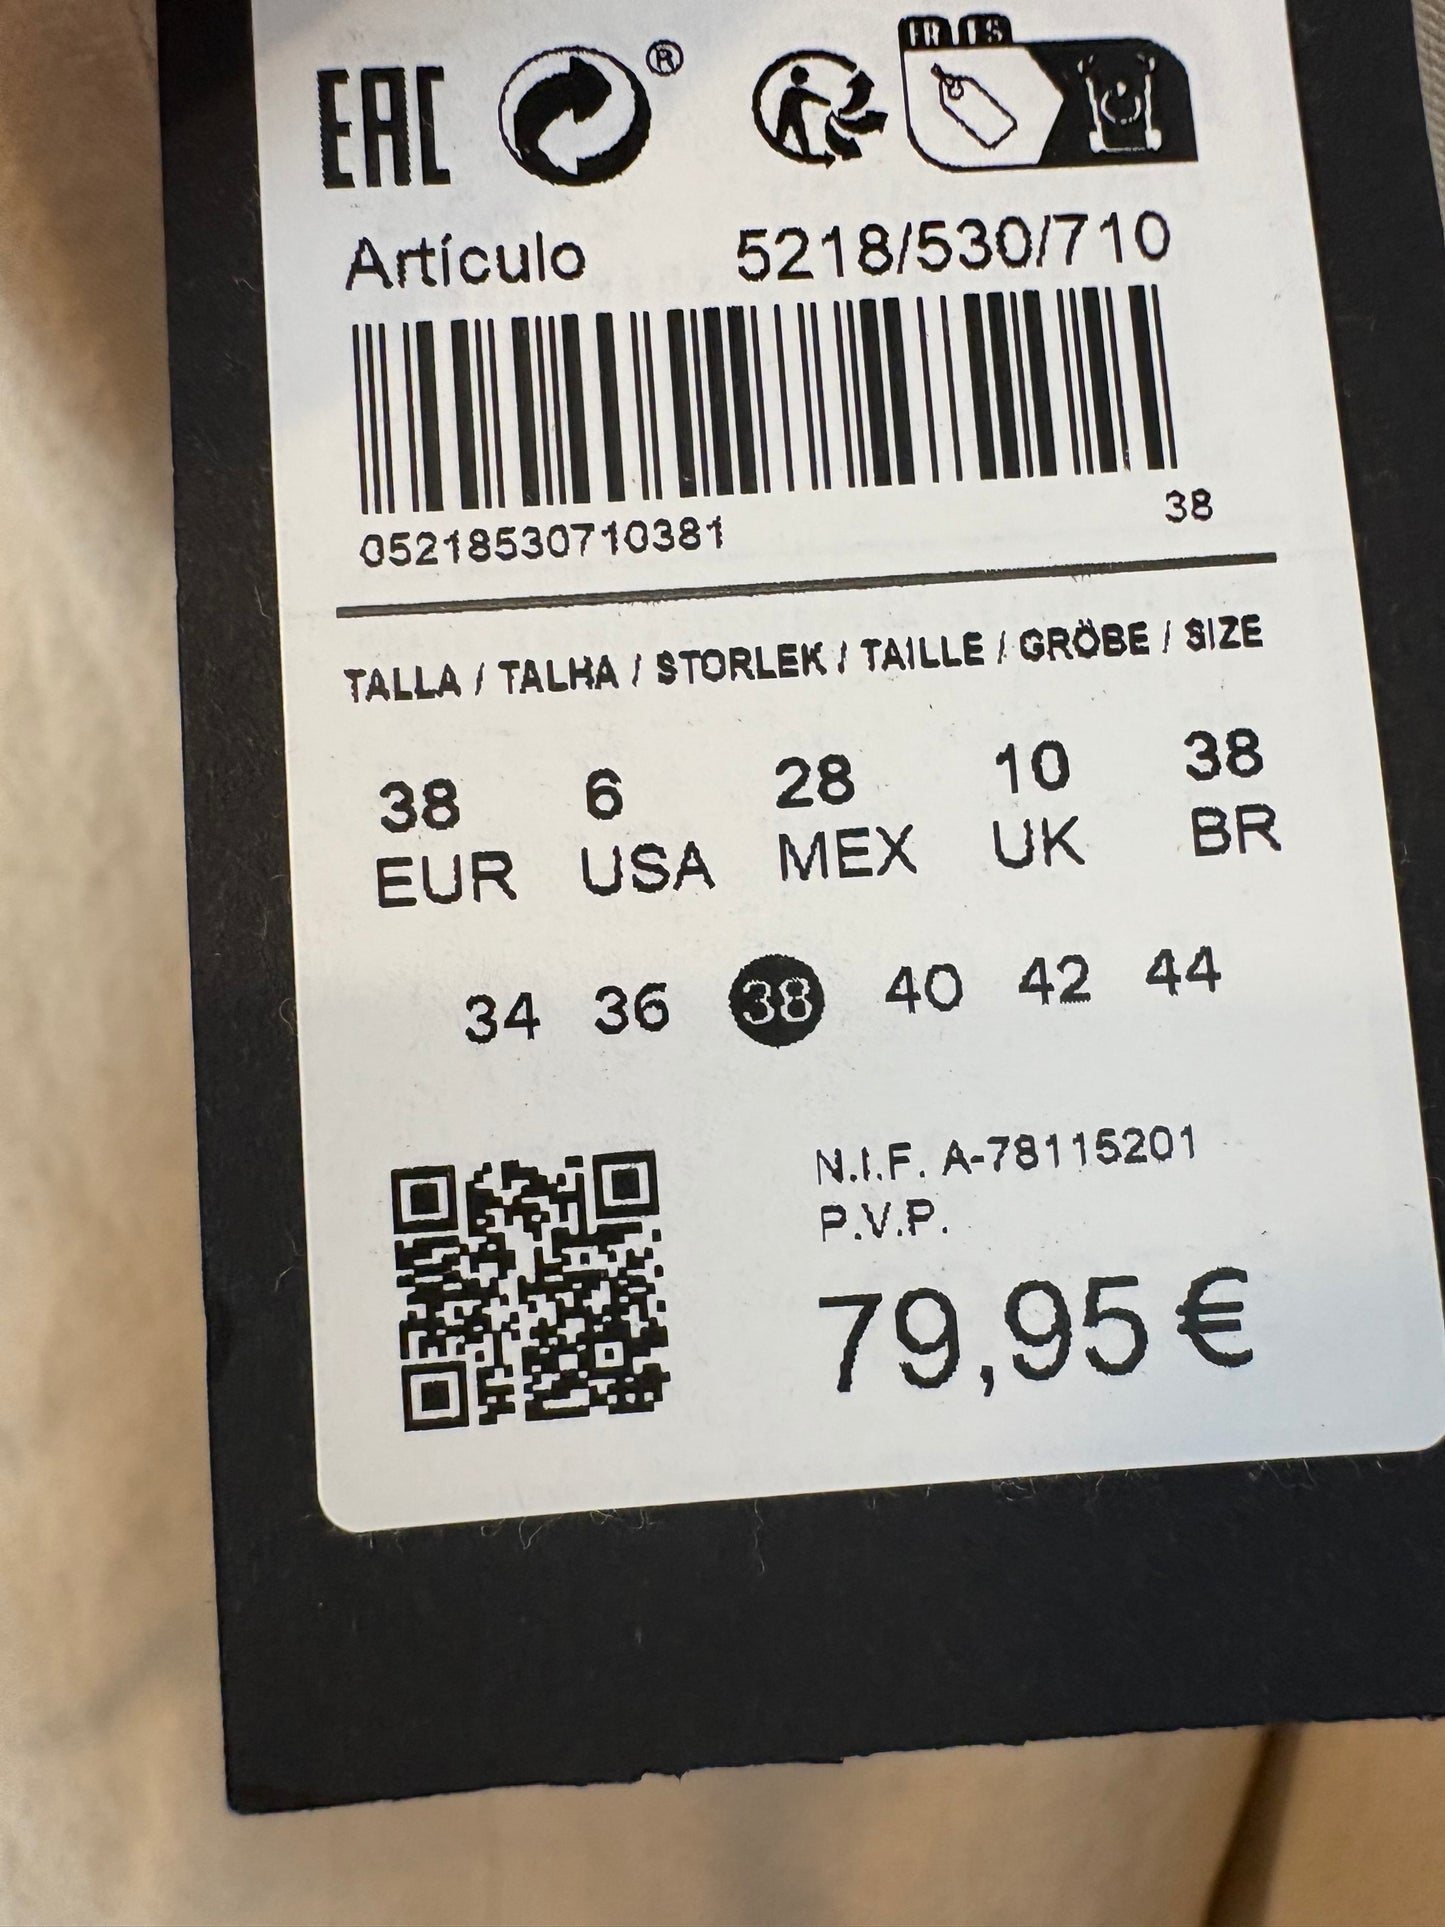 EAC ®
FR ES
Artículo 5218/530/710
05218530710381 38
TALLA / TALHA / STORLEK / TAILLE / GRÖBE / SIZE
38 6 28 10 38
EUR USA MEX UK BR
34 36 38 40 42 44
N.I.F. A-78115201
P.V.P.
79,95 €